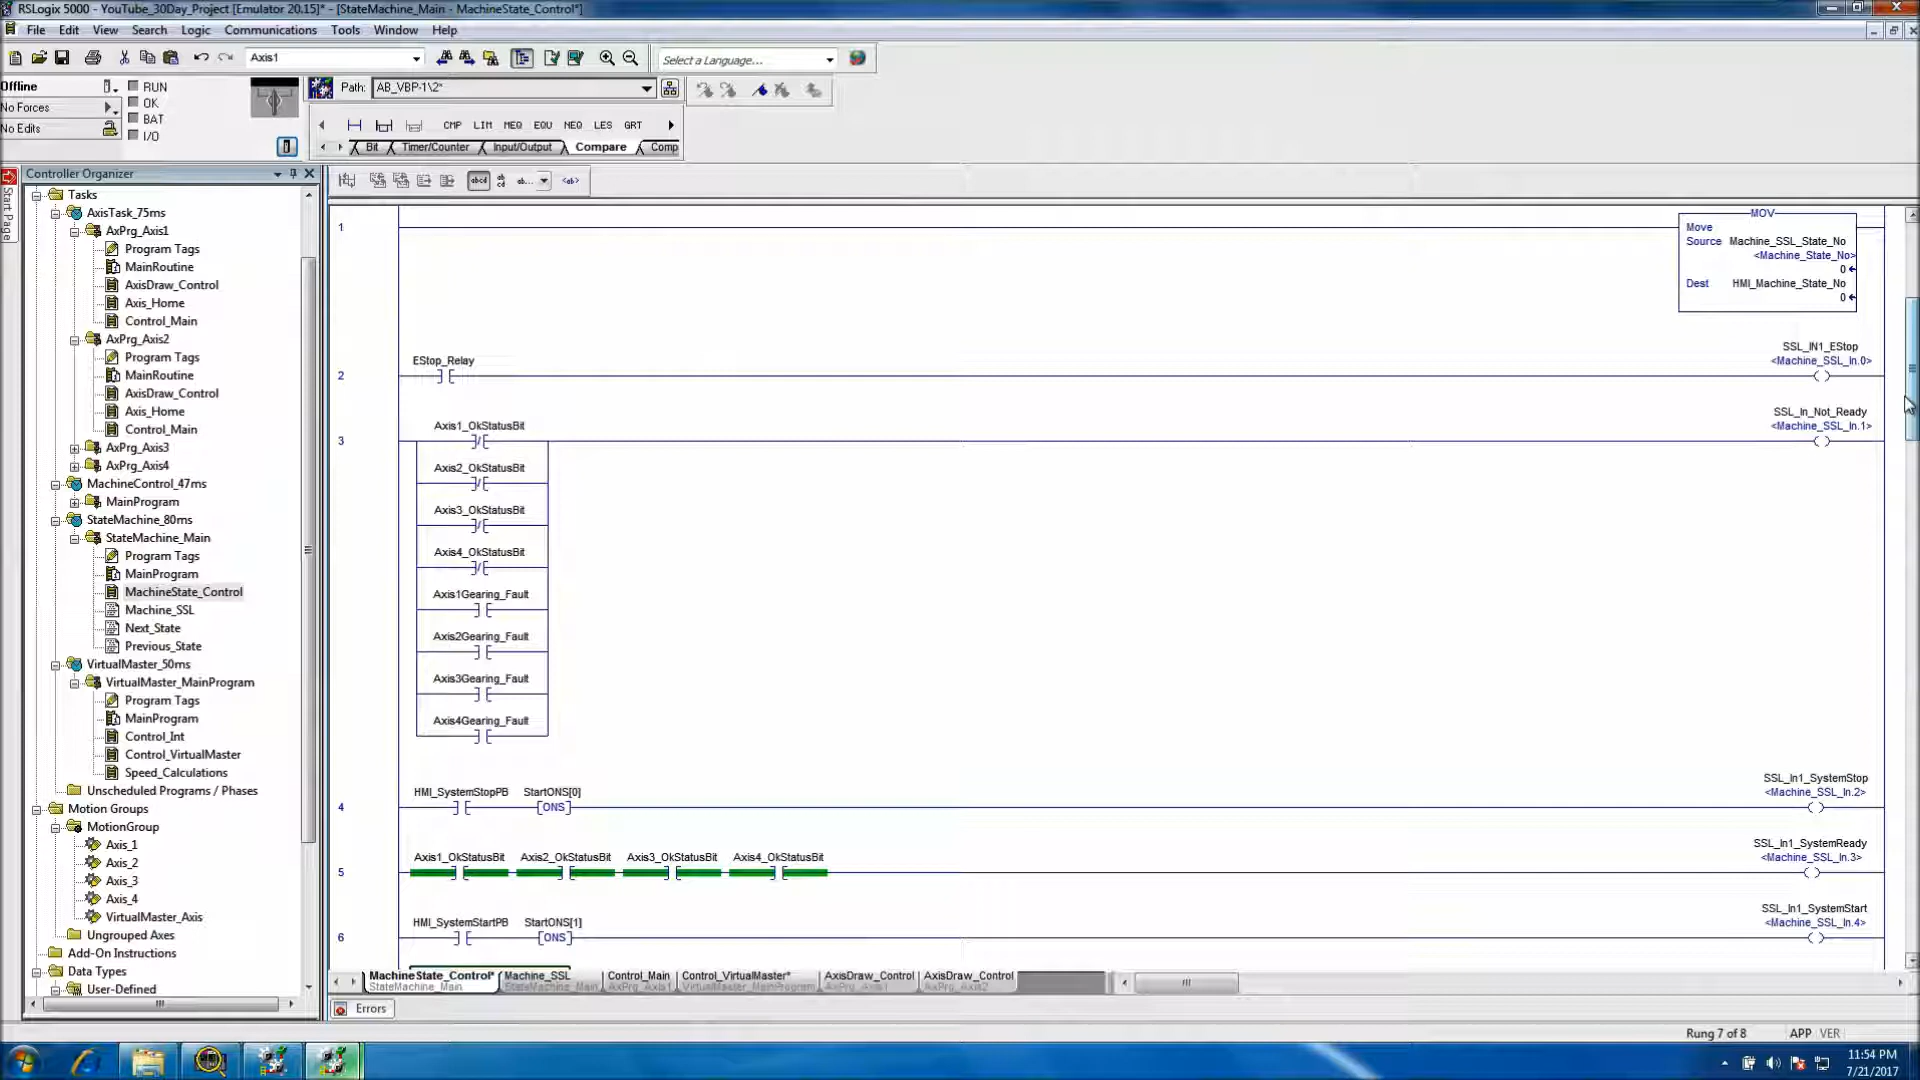 RSLogix 5000 - YouTube_30Day_Project [Emulator 20.15]* - [StateMachine_Main - MachineState_Control*]
File Edit View Search Logic Communications Tools Window Help
Axis1
Select a Language...
Offline
RUN
No Forces
OK
BAT
No Edits
I/O
Path: AB_VBP-1\2*
CMP LIM MEQ EQU NEQ LES GRT
Bit Timer/Counter Input/Output Compare Comp
Start Page
Controller Organizer
Tasks
AxisTask_75ms
AxPrg_Axis1
Program Tags
MainRoutine
AxisDraw_Control
Axis_Home
Control_Main
AxPrg_Axis2
Program Tags
MainRoutine
AxisDraw_Control
Axis_Home
Control_Main
AxPrg_Axis3
AxPrg_Axis4
MachineControl_47ms
MainProgram
StateMachine_80ms
StateMachine_Main
Program Tags
MainProgram
MachineState_Control
Machine_SSL
Next_State
Previous_State
VirtualMaster_50ms
VirtualMaster_MainProgram
Program Tags
MainProgram
Control_Int
Control_VirtualMaster
Speed_Calculations
Unscheduled Programs / Phases
Motion Groups
MotionGroup
Axis_1
Axis_2
Axis_3
Axis_4
VirtualMaster_Axis
Ungrouped Axes
Add-On Instructions
Data Types
User-Defined
1
MOV
Move
Source Machine_SSL_State_No
<Machine_State_No>
0
Dest HMI_Machine_State_No
0
2
EStop_Relay
SSL_IN1_EStop
<Machine_SSL_In.0>
3
Axis1_OkStatusBit
Axis2_OkStatusBit
Axis3_OkStatusBit
Axis4_OkStatusBit
Axis1Gearing_Fault
Axis2Gearing_Fault
Axis3Gearing_Fault
Axis4Gearing_Fault
SSL_In_Not_Ready
<Machine_SSL_In.1>
4
HMI_SystemStopPB StartONS[0]
ONS
SSL_In1_SystemStop
<Machine_SSL_In.2>
5
Axis1_OkStatusBit Axis2_OkStatusBit Axis3_OkStatusBit Axis4_OkStatusBit
SSL_In1_SystemReady
<Machine_SSL_In.3>
6
HMI_SystemStartPB StartONS[1]
ONS
SSL_In1_SystemStart
<Machine_SSL_In.4>
MachineState_Control* Machine_SSL Control_Main Control_VirtualMaster* AxisDraw_Control AxisDraw_Control
StateMachine_Main StateMachine_Main AxPrg_Axis1 VirtualMaster_MainProgram AxPrg_Axis1 AxPrg_Axis2
Errors
Rung 7 of 8 APP VER
11:54 PM
7/21/2017